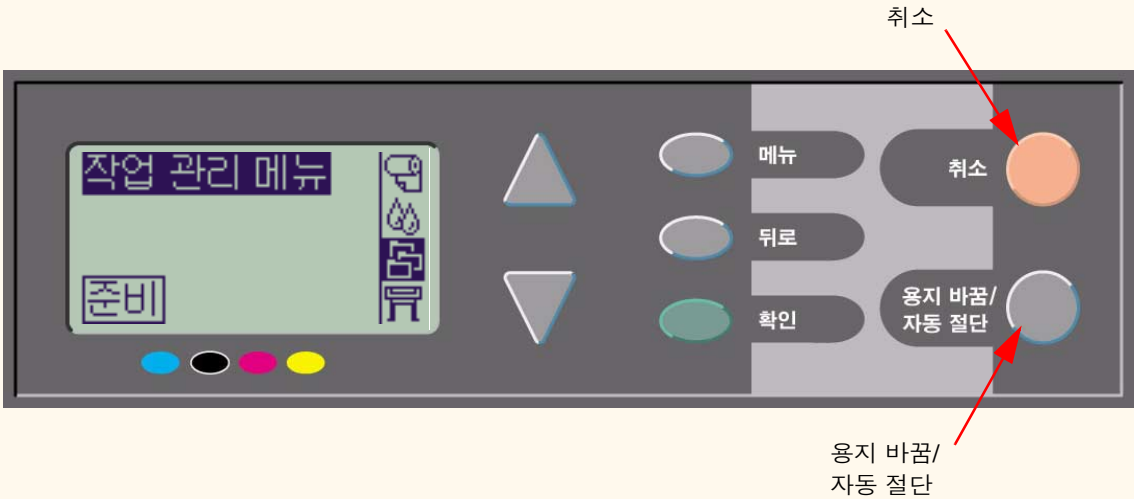 취소
작업 관리 메뉴
준비
메뉴
뒤로
확인
취소
용지 바꿈/
자동 절단
용지 바꿈/
자동 절단